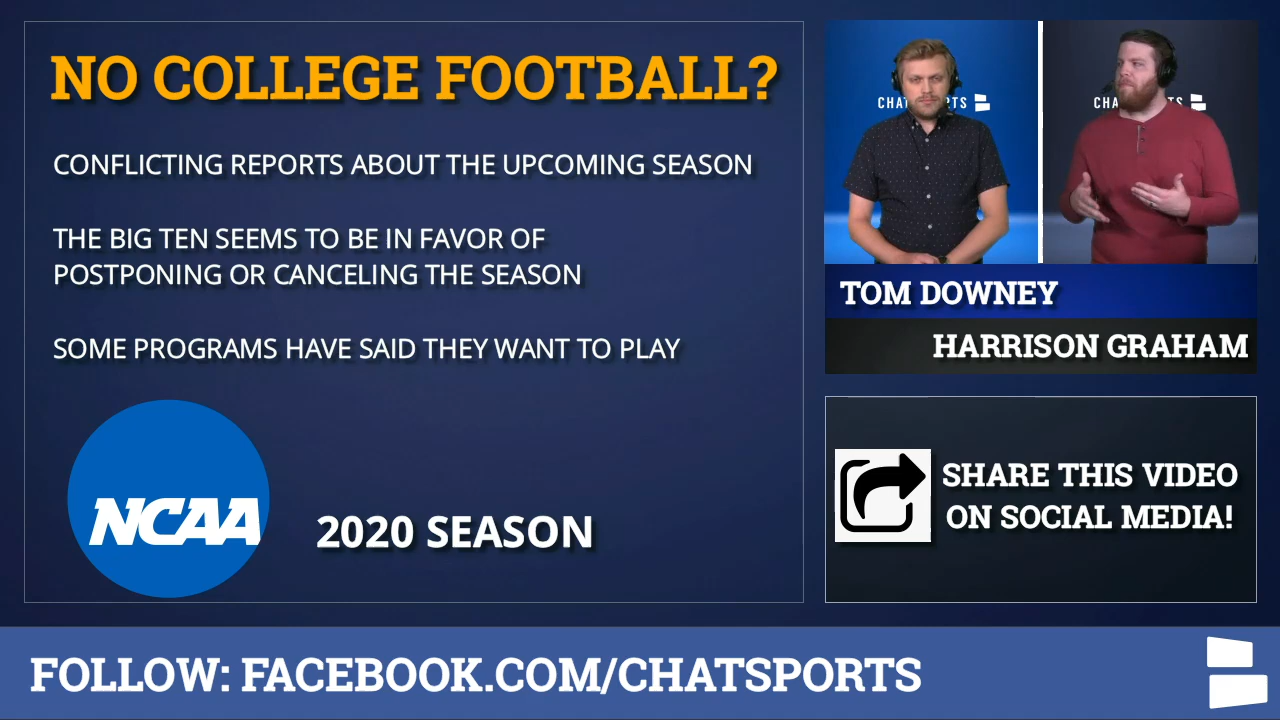 NO COLLEGE FOOTBALL?
CONFLICTING REPORTS ABOUT THE UPCOMING SEASON
THE BIG TEN SEEMS TO BE IN FAVOR OF
POSTPONING OR CANCELING THE SEASON
SOME PROGRAMS HAVE SAID THEY WANT TO PLAY
NCAA
2020 SEASON
TOM DOWNEY
HARRISON GRAHAM
SHARE THIS VIDEO
ON SOCIAL MEDIA!
FOLLOW: FACEBOOK.COM/CHATSPORTS